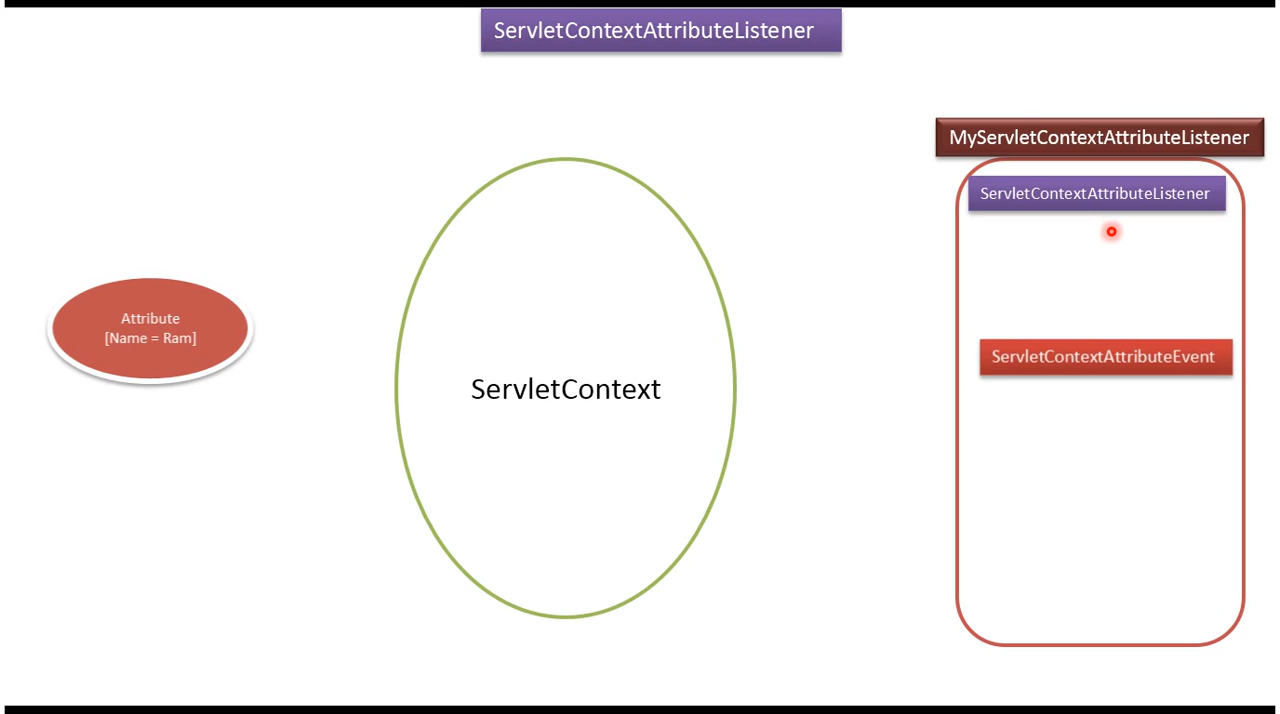 ServletContextAttributeListener
MyServletContextAttributeListener
ServletContextAttributeListener
Attribute
[Name = Ram]
ServletContextAttributeEvent
ServletContext